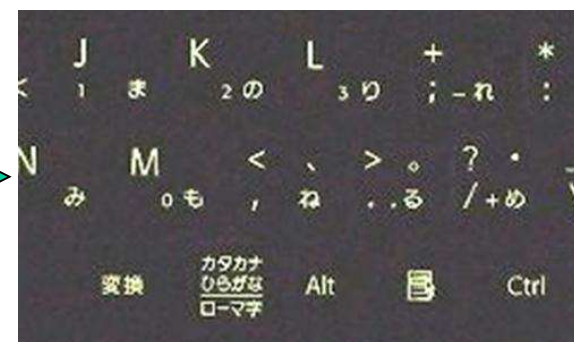 J K L + *
< 1 ま 2 の 3 り ; - れ :
N M < 、 > 。 ? ・ _
み 0 も , ね . . る / + め \
カタカナ
変換 ひらがな Alt Ctrl
ローマ字